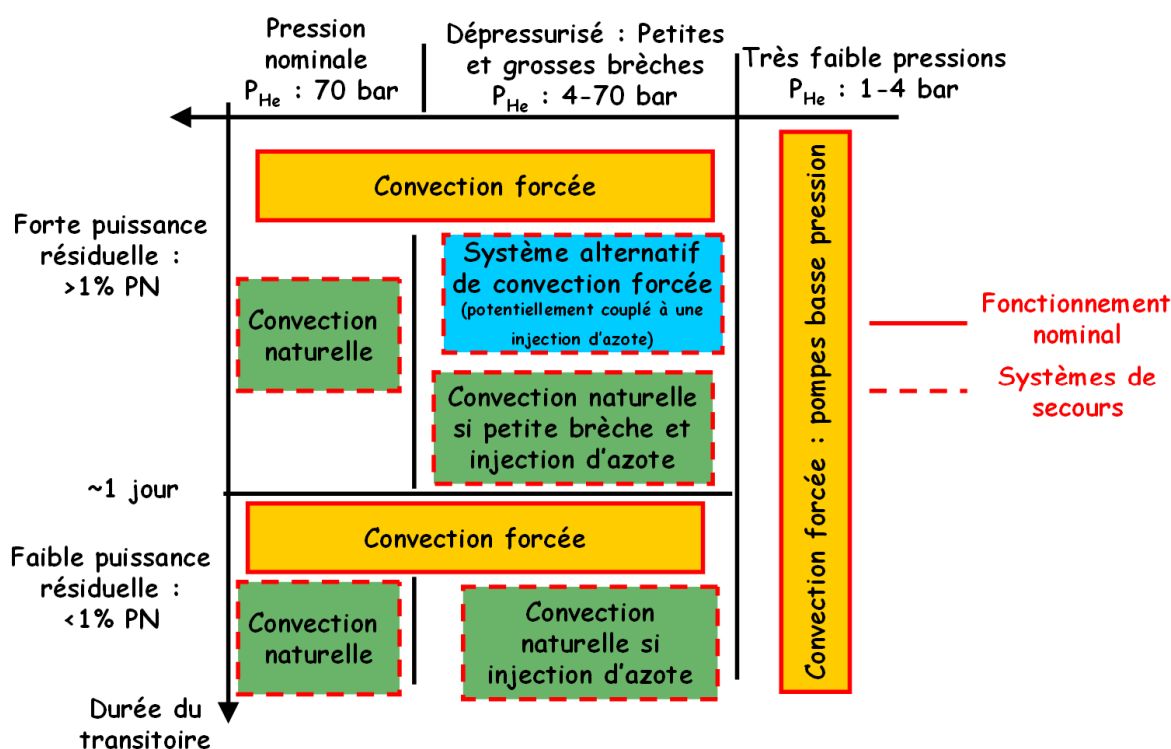 Pression
nominale
P_He : 70 bar
Dépressurisé : Petites
et grosses brèches
P_He : 4-70 bar
Très faible pressions
P_He : 1-4 bar
Forte puissance
résiduelle :
>1% PN
Convection forcée
Convection
naturelle
Système alternatif
de convection forcée
(potentiellement couplé à une
injection d'azote)
Convection naturelle
si petite brèche et
injection d'azote
Convection forcée : pompes basse pression
Fonctionnement
nominal
Systèmes de
secours
~1 jour
Faible puissance
résiduelle :
<1% PN
Convection forcée
Convection
naturelle
Convection
naturelle si
injection d'azote
Durée du
transitoire